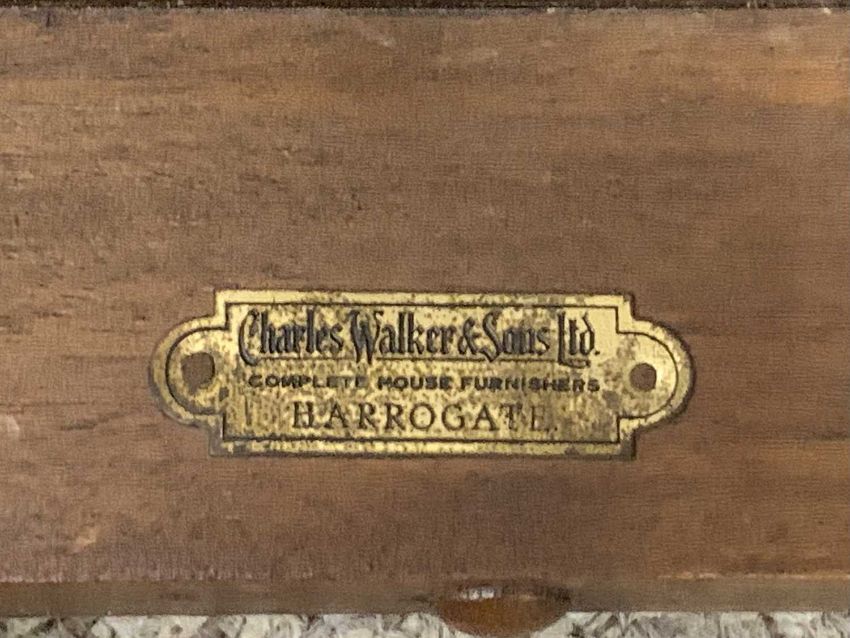 Charles Walker & Sons Ltd.
COMPLETE HOUSE FURNISHERS
HARROGATE.